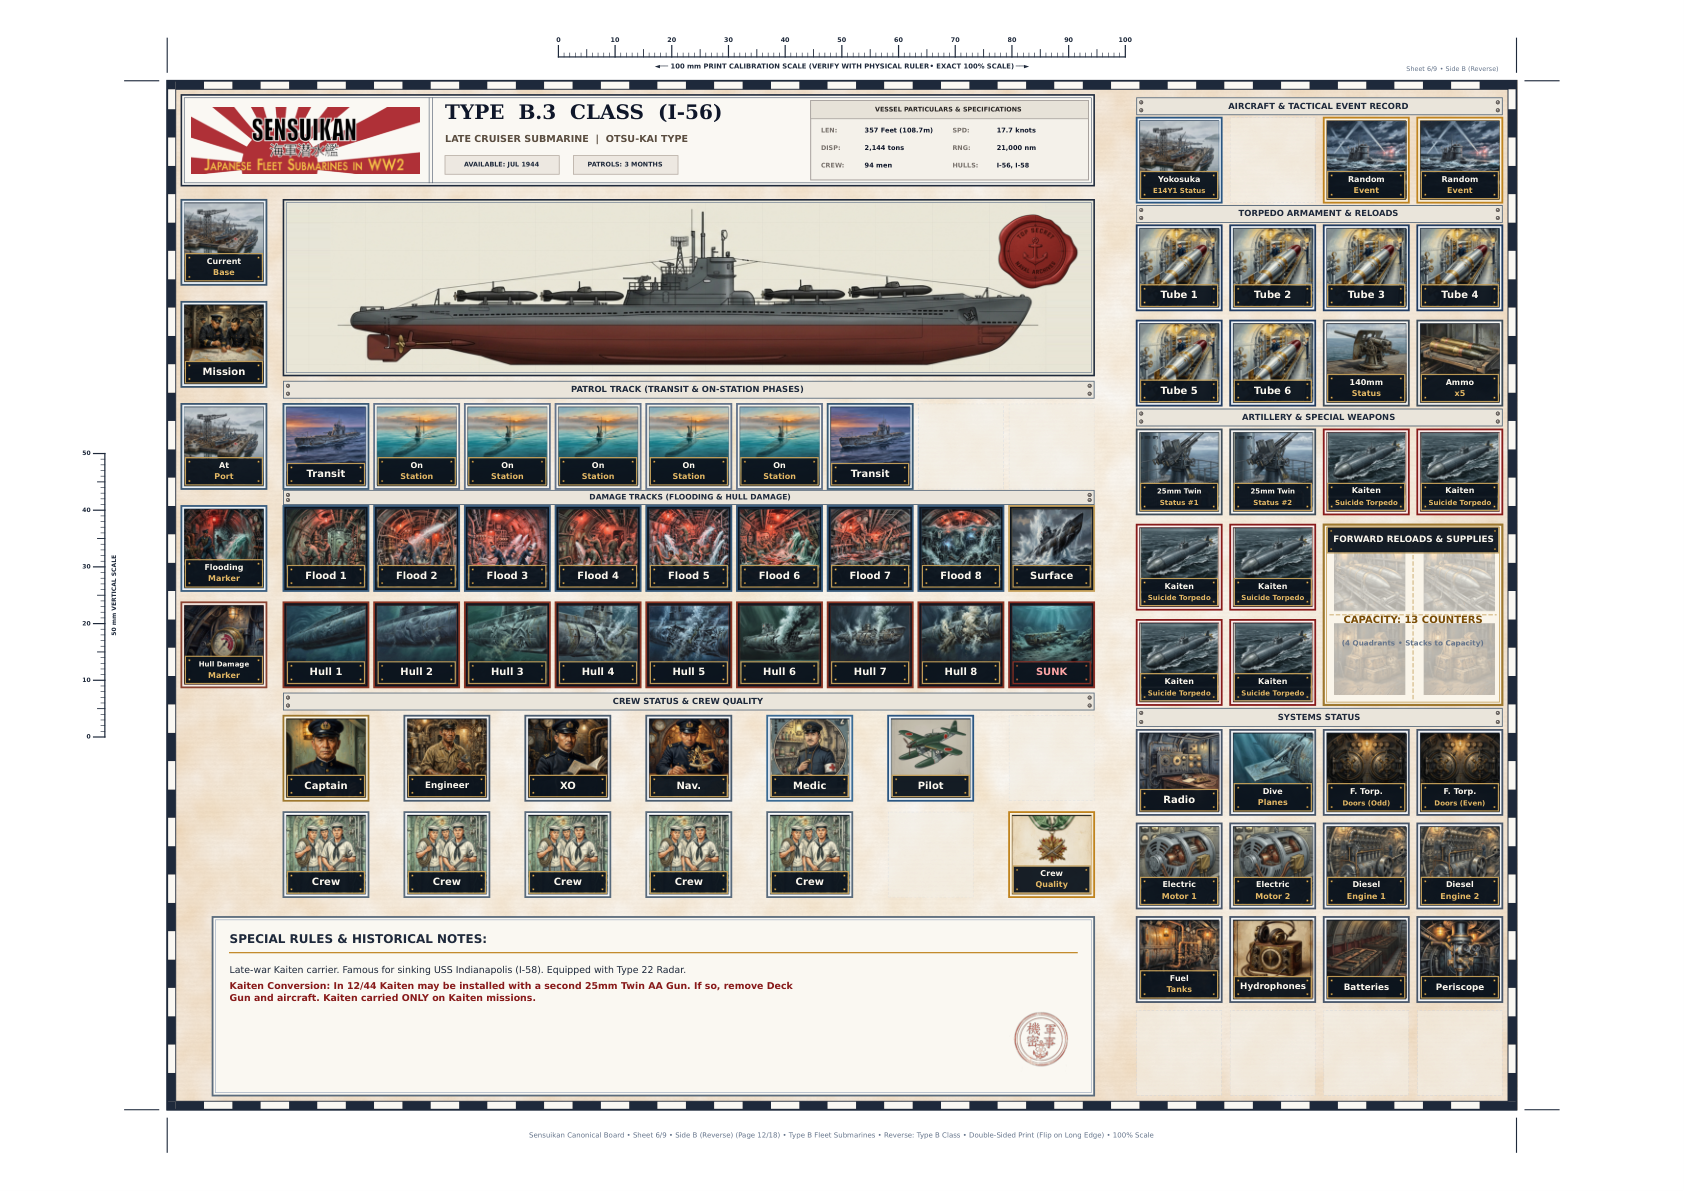 0 10 20 30 40 50 60 70 80 90 100
100 mm PRINT CALIBRATION SCALE (VERIFY WITH PHYSICAL RULER• EXACT 100% SCALE)
Sheet 6/9 • Side B (Reverse)
SENSUIKAN
海軍潜水艦
JAPANESE FLEET SUBMARINES IN WW2
TYPE B.3 CLASS (I-56)
LATE CRUISER SUBMARINE | OTSU-KAI TYPE
AVAILABLE: JUL 1944
PATROLS: 3 MONTHS
VESSEL PARTICULARS & SPECIFICATIONS
LEN: 357 Feet (108.7m) SPD: 17.7 knots
DISP: 2,144 tons RNG: 21,000 nm
CREW: 94 men HULLS: I-56, I-58
Current
Base
Mission
TOP SECRET
NAVAL ARCHIVES
PATROL TRACK (TRANSIT & ON-STATION PHASES)
At
Port
Transit
On
Station
On
Station
On
Station
On
Station
On
Station
Transit
DAMAGE TRACKS (FLOODING & HULL DAMAGE)
Flooding
Marker
Flood 1
Flood 2
Flood 3
Flood 4
Flood 5
Flood 6
Flood 7
Flood 8
Surface
Hull Damage
Marker
Hull 1
Hull 2
Hull 3
Hull 4
Hull 5
Hull 6
Hull 7
Hull 8
SUNK
CREW STATUS & CREW QUALITY
Captain
Engineer
XO
Nav.
Medic
Pilot
Crew
Crew
Crew
Crew
Crew
Crew
Quality
SPECIAL RULES & HISTORICAL NOTES:
Late-war Kaiten carrier. Famous for sinking USS Indianapolis (I-58). Equipped with Type 22 Radar.
Kaiten Conversion: In 12/44 Kaiten may be installed with a second 25mm Twin AA Gun. If so, remove Deck
Gun and aircraft. Kaiten carried ONLY on Kaiten missions.
機 軍
密 事
AIRCRAFT & TACTICAL EVENT RECORD
Yokosuka
E14Y1 Status
Random
Event
Random
Event
TORPEDO ARMAMENT & RELOADS
Tube 1
Tube 2
Tube 3
Tube 4
Tube 5
Tube 6
140mm
Status
Ammo
x5
ARTILLERY & SPECIAL WEAPONS
25mm Twin
Status #1
25mm Twin
Status #2
Kaiten
Suicide Torpedo
Kaiten
Suicide Torpedo
Kaiten
Suicide Torpedo
Kaiten
Suicide Torpedo
FORWARD RELOADS & SUPPLIES
CAPACITY: 13 COUNTERS
(4 Quadrants • Stacks to Capacity)
Kaiten
Suicide Torpedo
Kaiten
Suicide Torpedo
SYSTEMS STATUS
Radio
Dive
Planes
F. Torp.
Doors (Odd)
F. Torp.
Doors (Even)
Electric
Motor 1
Electric
Motor 2
Diesel
Engine 1
Diesel
Engine 2
Fuel
Tanks
Hydrophones
Batteries
Periscope
50
40
30
20
10
0
50 mm VERTICAL SCALE
Sensuikan Canonical Board • Sheet 6/9 • Side B (Reverse) (Page 12/18) • Type B Fleet Submarines • Reverse: Type B Class • Double-Sided Print (Flip on Long Edge) • 100% Scale